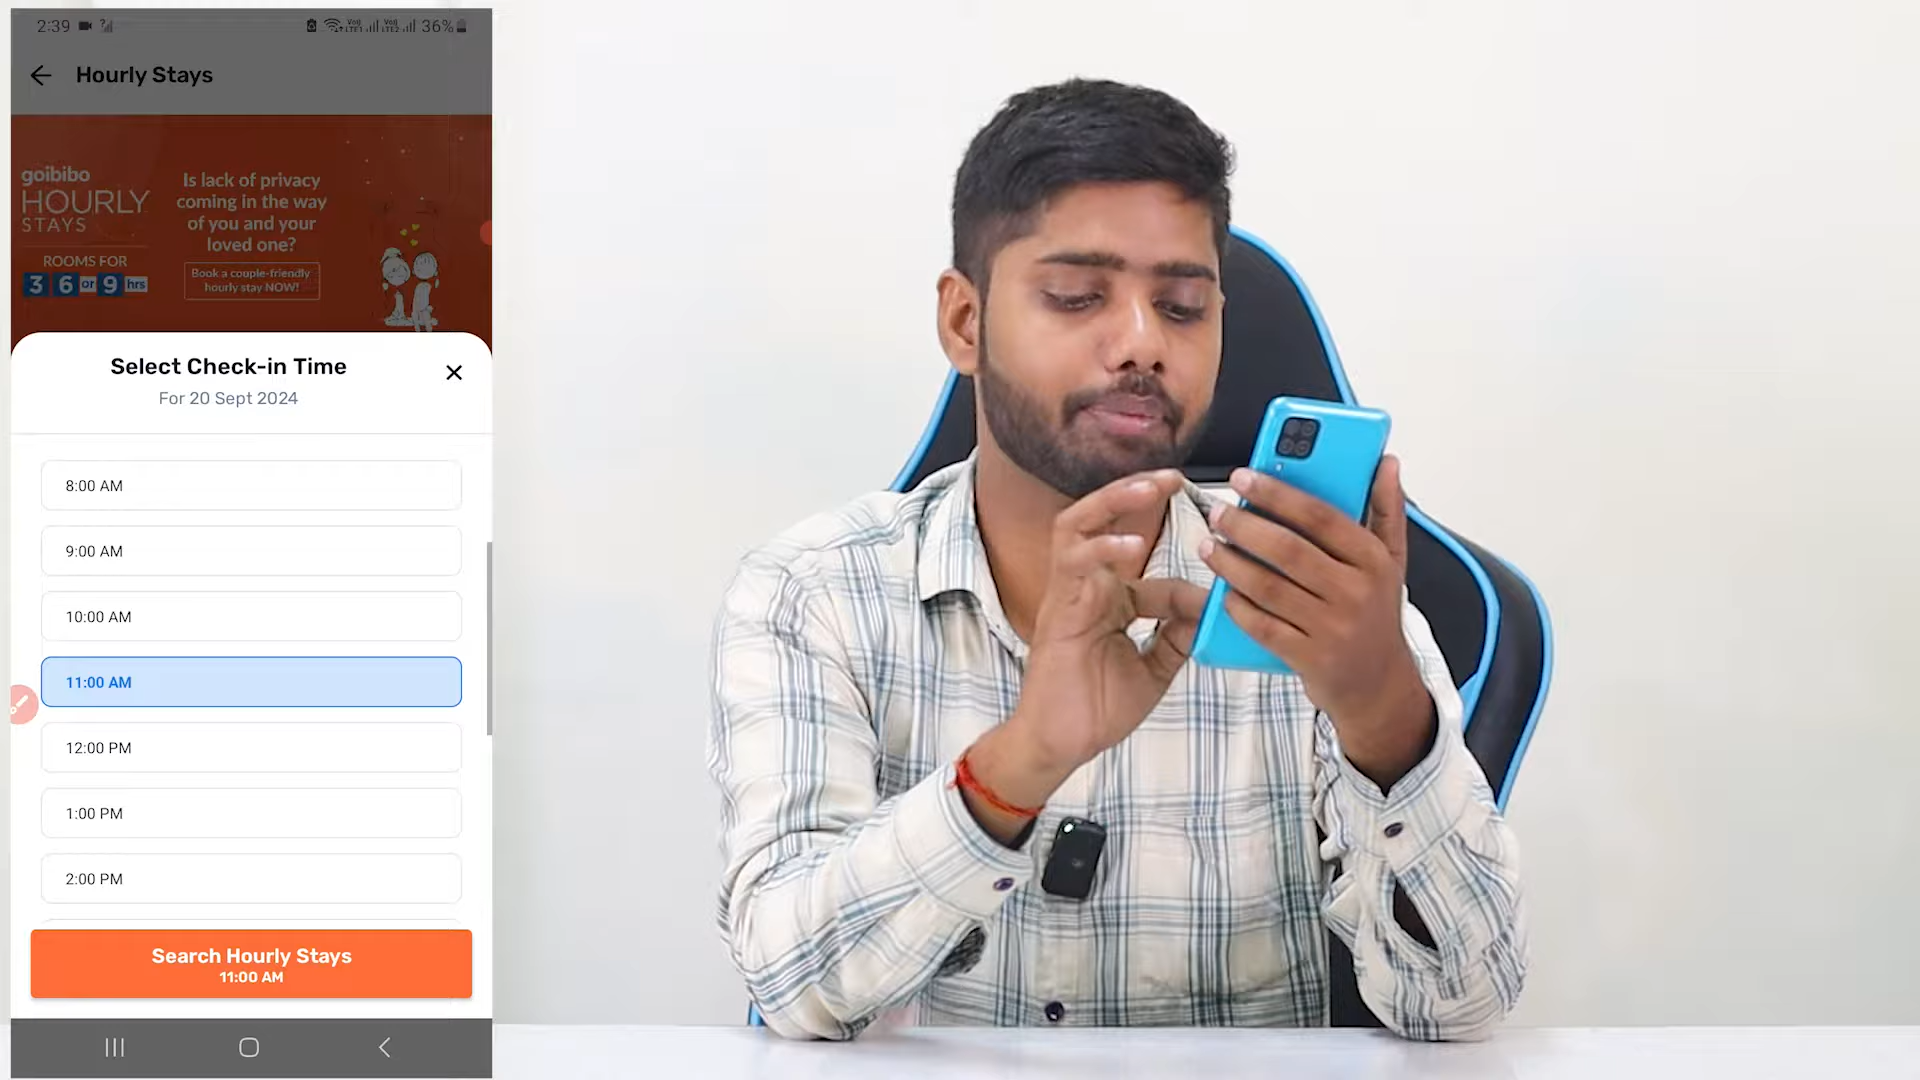 2:39
36%
Hourly Stays
goibibo
HOURLY
STAYS
ROOMS FOR
3 6 or 9 hrs
Is lack of privacy
coming in the way
of you and your
loved one?
Book a couple-friendly
hourly stay NOW!
Select Check-in Time
For 20 Sept 2024
8:00 AM
9:00 AM
10:00 AM
11:00 AM
12:00 PM
1:00 PM
2:00 PM
Search Hourly Stays
11:00 AM